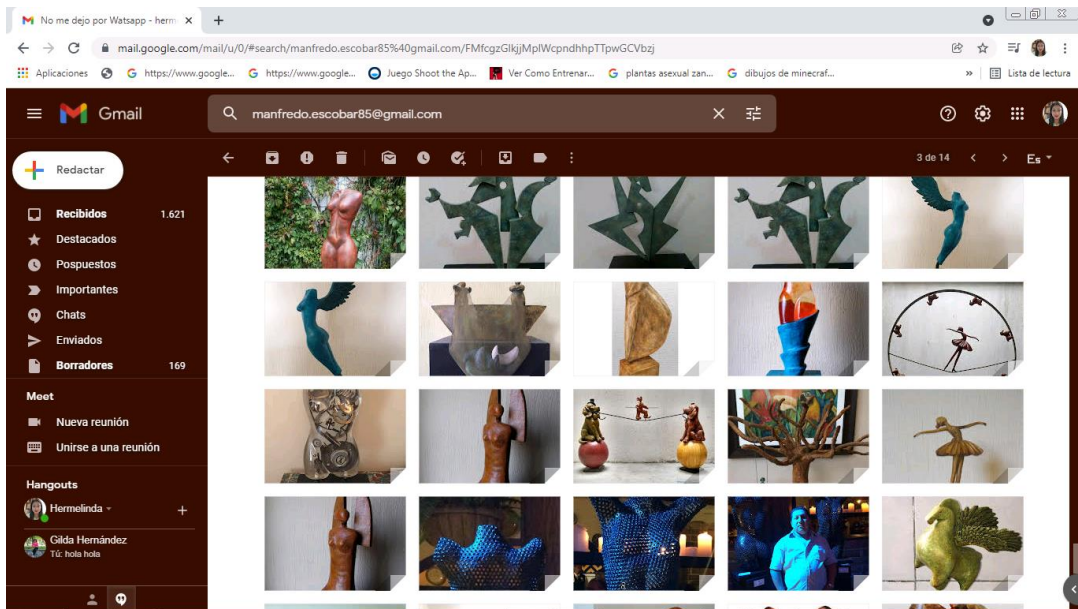 No me dejo por Watsapp - herm
mail.google.com/mail/u/0/#search/manfredo.escobar85%40gmail.com/FMfcgzGlkjjMplWcpndhhpTTpwGCVbzj
Aplicaciones
https://www.google...
https://www.google...
Juego Shoot the Ap...
Ver Como Entrenar...
plantas asexual zan...
dibujos de minecraf...
»
Lista de lectura
Gmail
manfredo.escobar85@gmail.com
Redactar
3 de 14
Es
Recibidos 1.621
Destacados
Pospuestos
Importantes
Chats
Enviados
Borradores 169
Meet
Nueva reunión
Unirse a una reunión
Hangouts
Hermelinda
Gilda Hernández
Tú: hola hola